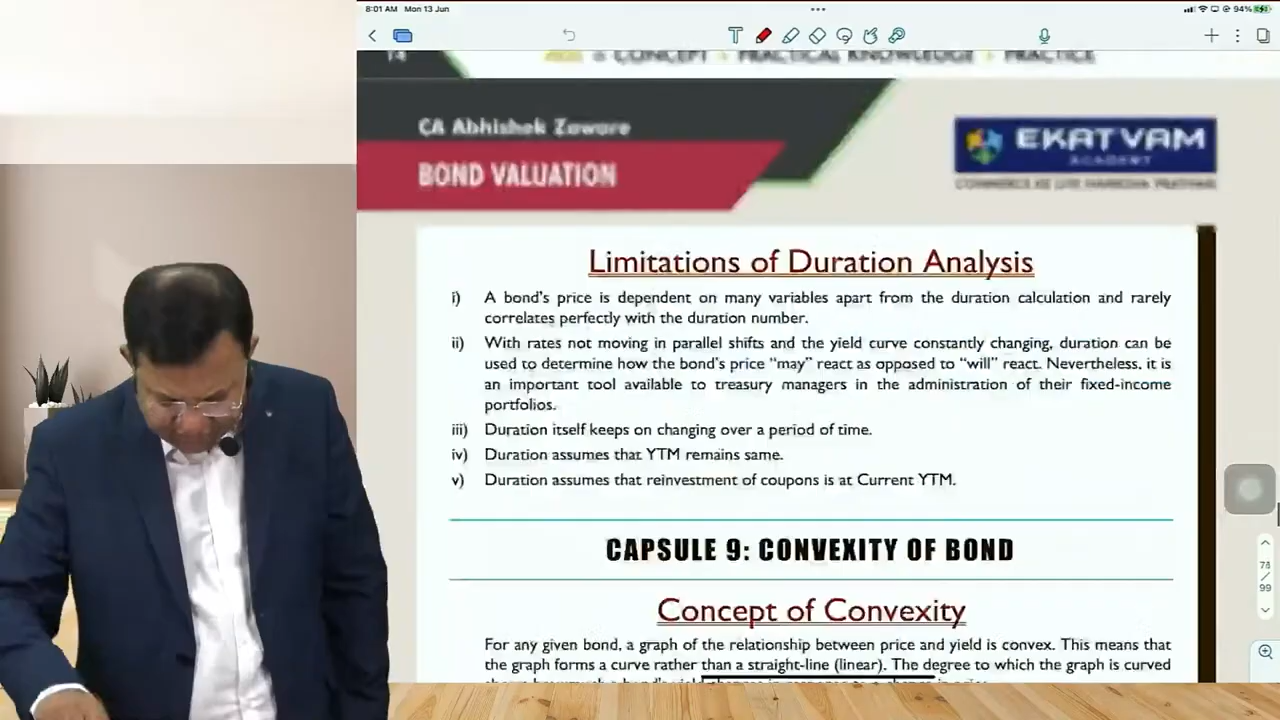 8:01 AM Mon 13 Jun
94%
14
CONCEPT PRACTICAL KNOWLEDGE PRACTICE
CA Abhishek Zaware
BOND VALUATION
EKATVAM
ACADEMY
Limitations of Duration Analysis
i) A bond's price is dependent on many variables apart from the duration calculation and rarely
correlates perfectly with the duration number.
ii) With rates not moving in parallel shifts and the yield curve constantly changing, duration can be
used to determine how the bond's price "may" react as opposed to "will" react. Nevertheless, it is
an important tool available to treasury managers in the administration of their fixed-income
portfolios.
iii) Duration itself keeps on changing over a period of time.
iv) Duration assumes that YTM remains same.
v) Duration assumes that reinvestment of coupons is at Current YTM.
CAPSULE 9: CONVEXITY OF BOND
Concept of Convexity
For any given bond, a graph of the relationship between price and yield is convex. This means that
the graph forms a curve rather than a straight-line (linear). The degree to which the graph is curved
78
/
99